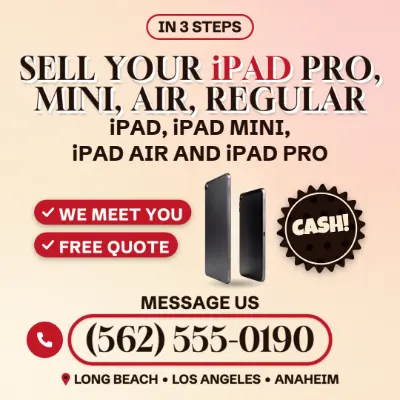 IN 3 STEPS
SELL YOUR iPAD PRO,
MINI, AIR, REGULAR
iPAD, iPAD MINI,
iPAD AIR AND iPAD PRO
WE MEET YOU
FREE QUOTE
CASH!
MESSAGE US
(562) 555-0190
LONG BEACH • LOS ANGELES • ANAHEIM